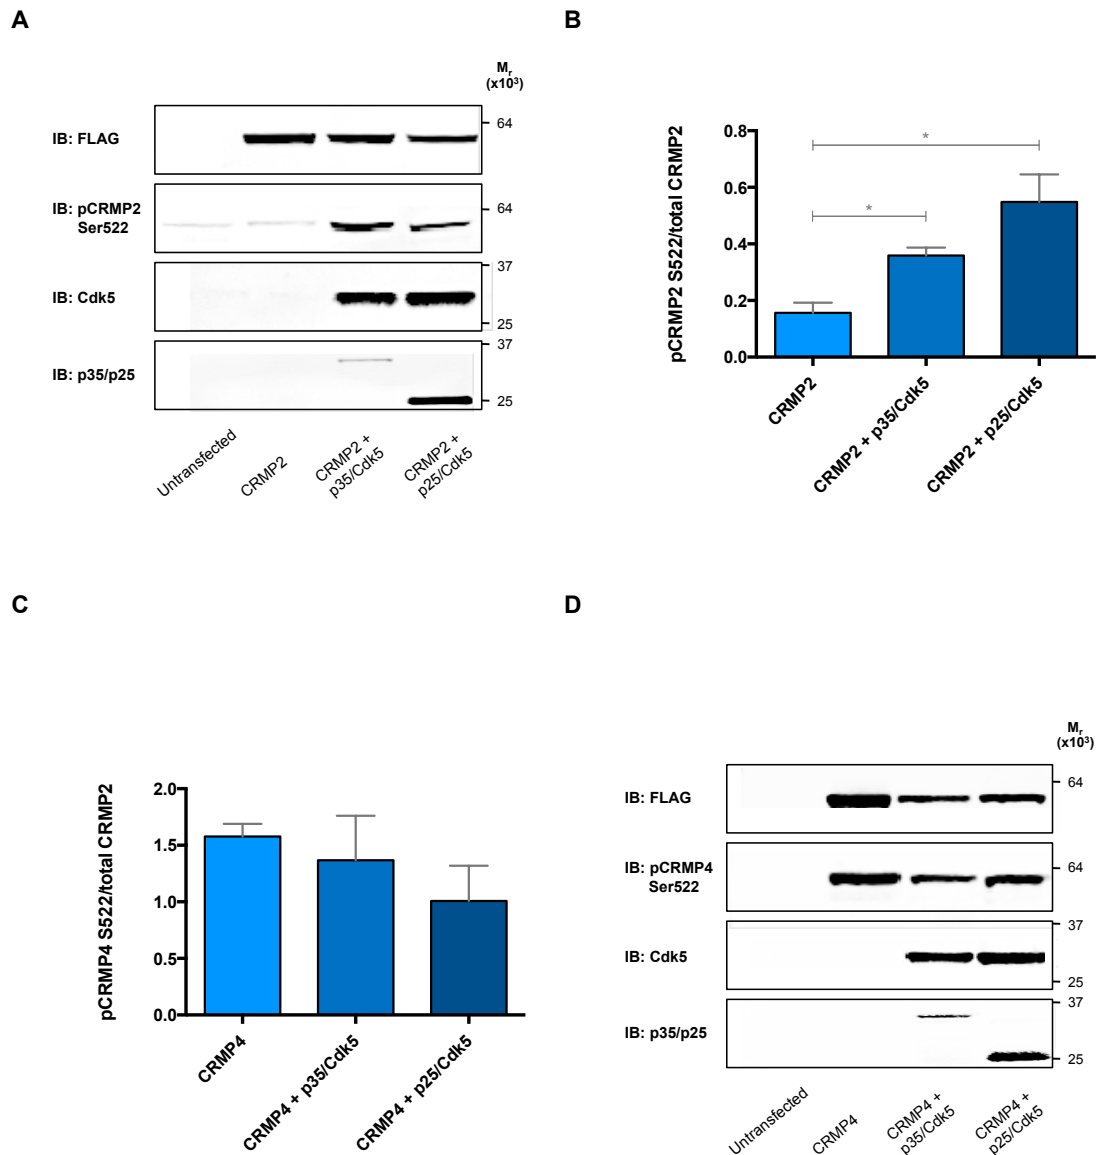 A
M_r
(x10³)
IB: FLAG
64
IB: pCRMP2
Ser522
64
IB: Cdk5
37
25
IB: p35/p25
37
25
Untransfected
CRMP2
CRMP2 +
p35/Cdk5
CRMP2 +
p25/Cdk5
B
pCRMP2 S522/total CRMP2
0.8
0.6
0.4
0.2
0.0
*
*
CRMP2
CRMP2 + p35/Cdk5
CRMP2 + p25/Cdk5
C
pCRMP4 S522/total CRMP2
2.0
1.5
1.0
0.5
0.0
CRMP4
CRMP4 + p35/Cdk5
CRMP4 + p25/Cdk5
D
M_r
(x10³)
IB: FLAG
64
IB: pCRMP4
Ser522
64
IB: Cdk5
37
25
IB: p35/p25
37
25
Untransfected
CRMP4
CRMP4 +
p35/Cdk5
CRMP4 +
p25/Cdk5